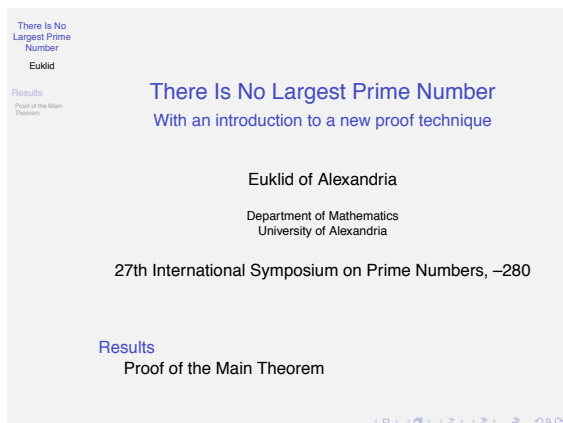 There Is No
Largest Prime
Number
Euklid
Results
Proof of the Main
Theorem
There Is No Largest Prime Number
With an introduction to a new proof technique
Euklid of Alexandria
Department of Mathematics
University of Alexandria
27th International Symposium on Prime Numbers, –280
Results
Proof of the Main Theorem